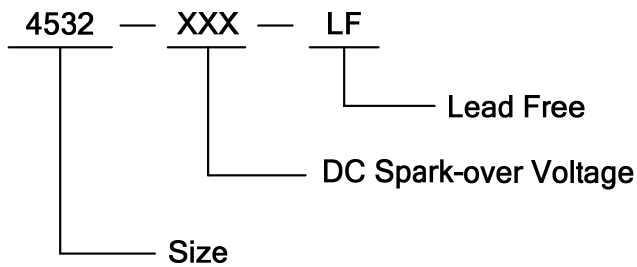 4532 — XXX — LF
Lead Free
DC Spark-over Voltage
Size